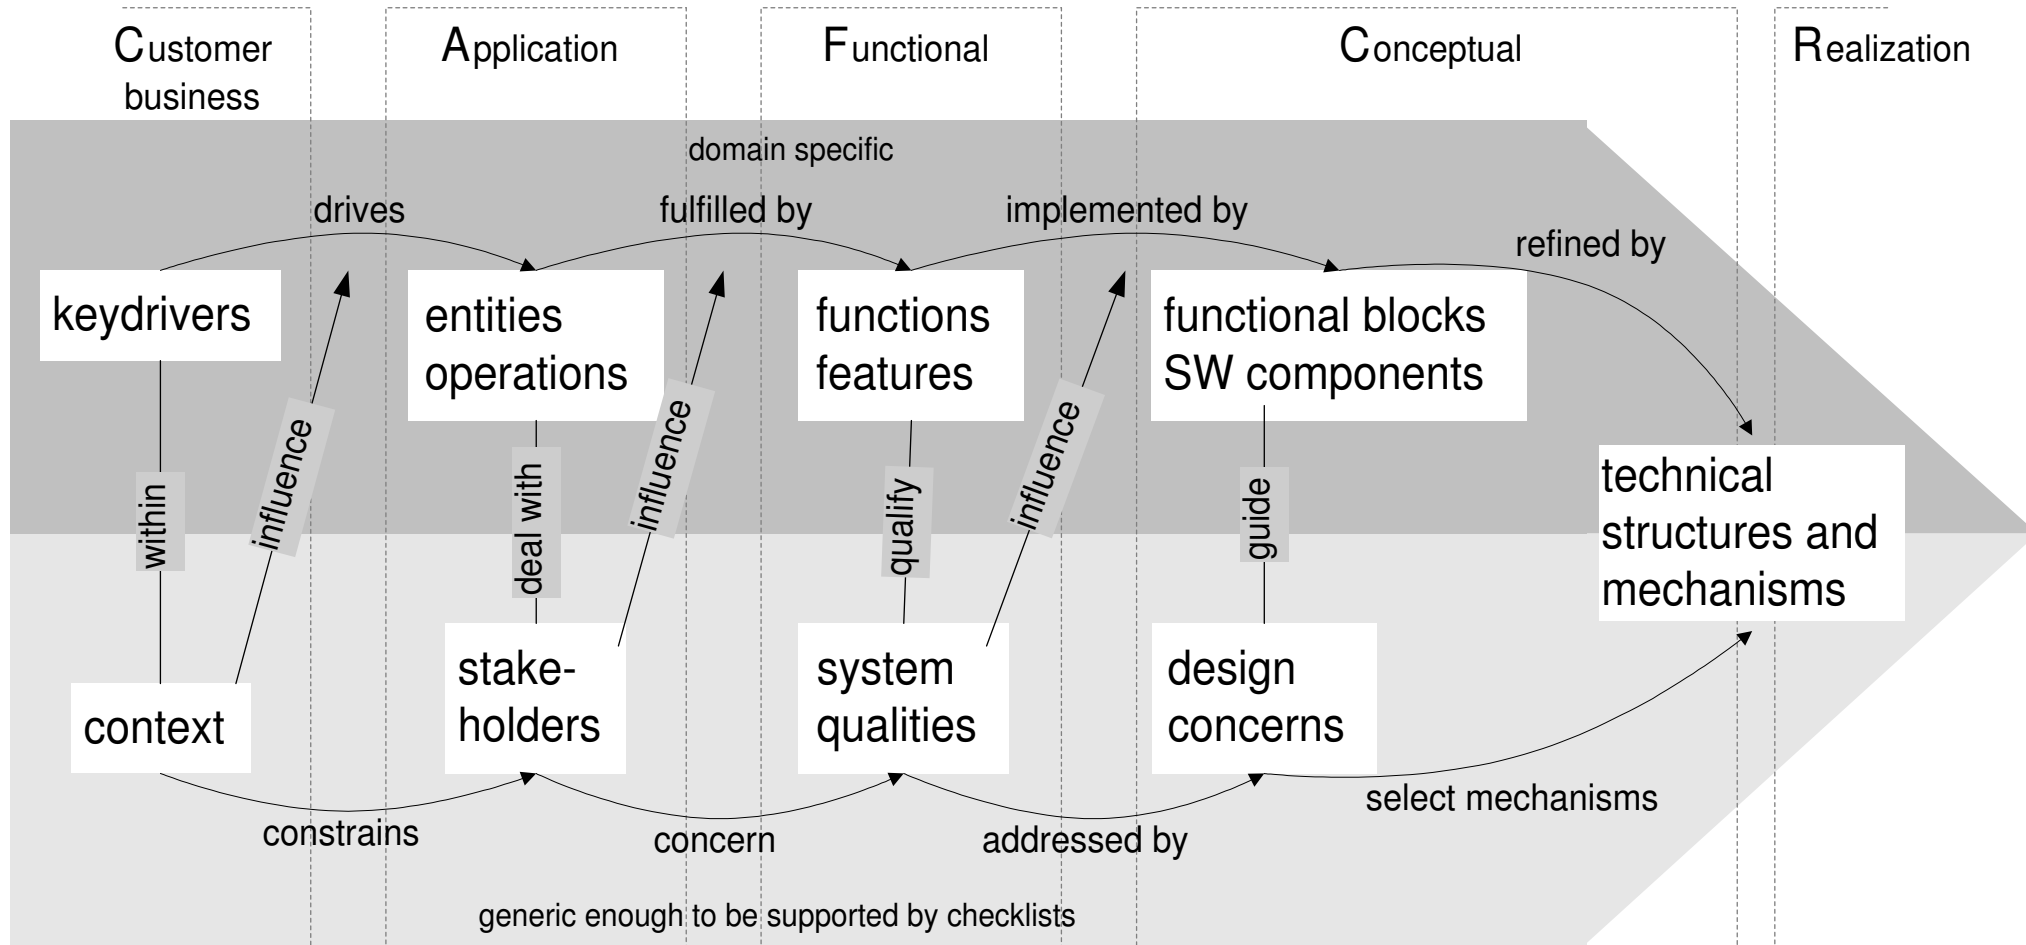 Customer
business
Application
Functional
Conceptual
Realization
domain specific
drives
fulfilled by
implemented by
refined by
keydrivers
entities
operations
functions
features
functional blocks
SW components
within
influence
deal with
influence
qualify
influence
guide
technical
structures and
mechanisms
context
stake-
holders
system
qualities
design
concerns
constrains
concern
addressed by
select mechanisms
generic enough to be supported by checklists